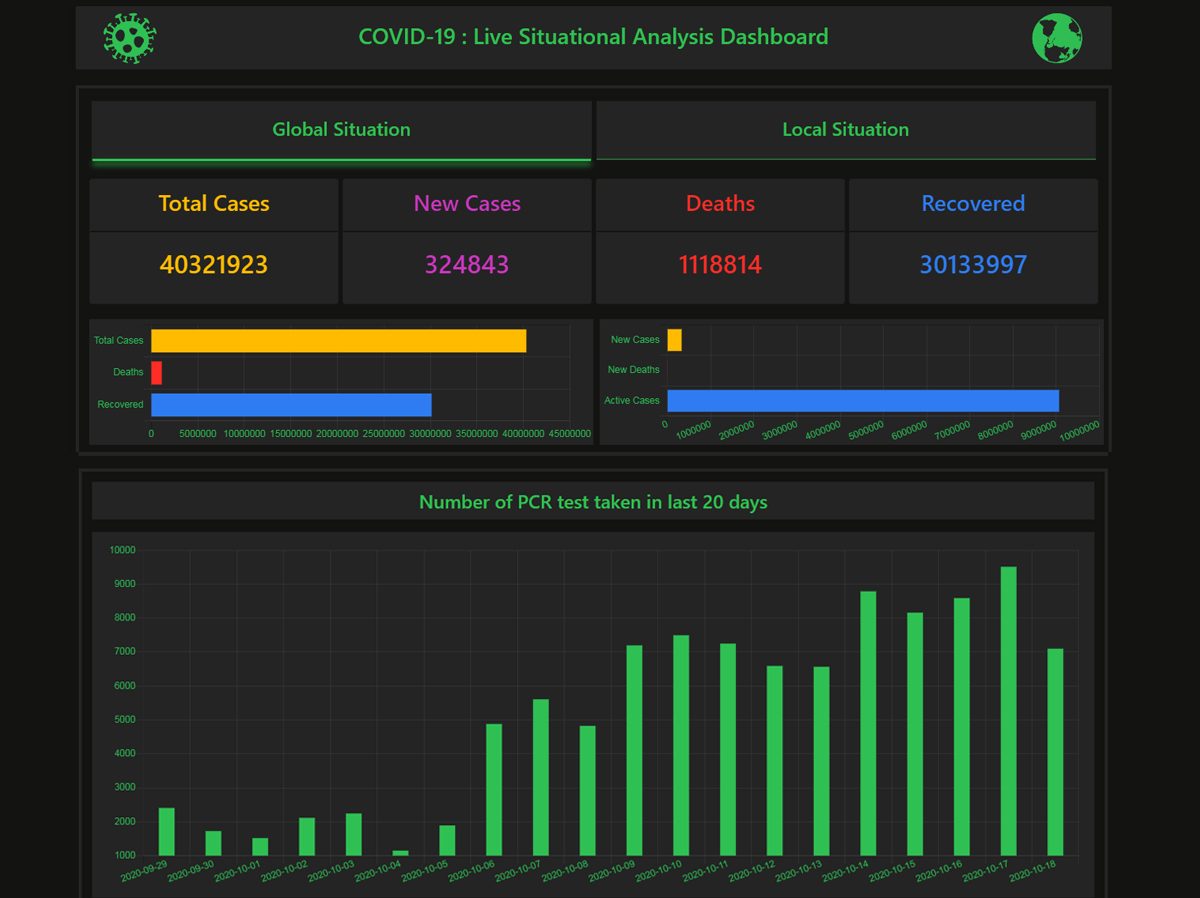 COVID-19 : Live Situational Analysis Dashboard
Global Situation
Local Situation
Total Cases
New Cases
Deaths
Recovered
40321923
324843
1118814
30133997
Total Cases
Deaths
Recovered
0 5000000 10000000 15000000 20000000 25000000 30000000 35000000 40000000 45000000
New Cases
New Deaths
Active Cases
0 1000000 2000000 3000000 4000000 5000000 6000000 7000000 8000000 9000000 10000000
Number of PCR test taken in last 20 days
10000
9000
8000
7000
6000
5000
4000
3000
2000
1000
2020-09-29 2020-09-30 2020-10-01 2020-10-02 2020-10-03 2020-10-04 2020-10-05 2020-10-06 2020-10-07 2020-10-08 2020-10-09 2020-10-10 2020-10-11 2020-10-12 2020-10-13 2020-10-14 2020-10-15 2020-10-16 2020-10-17 2020-10-18